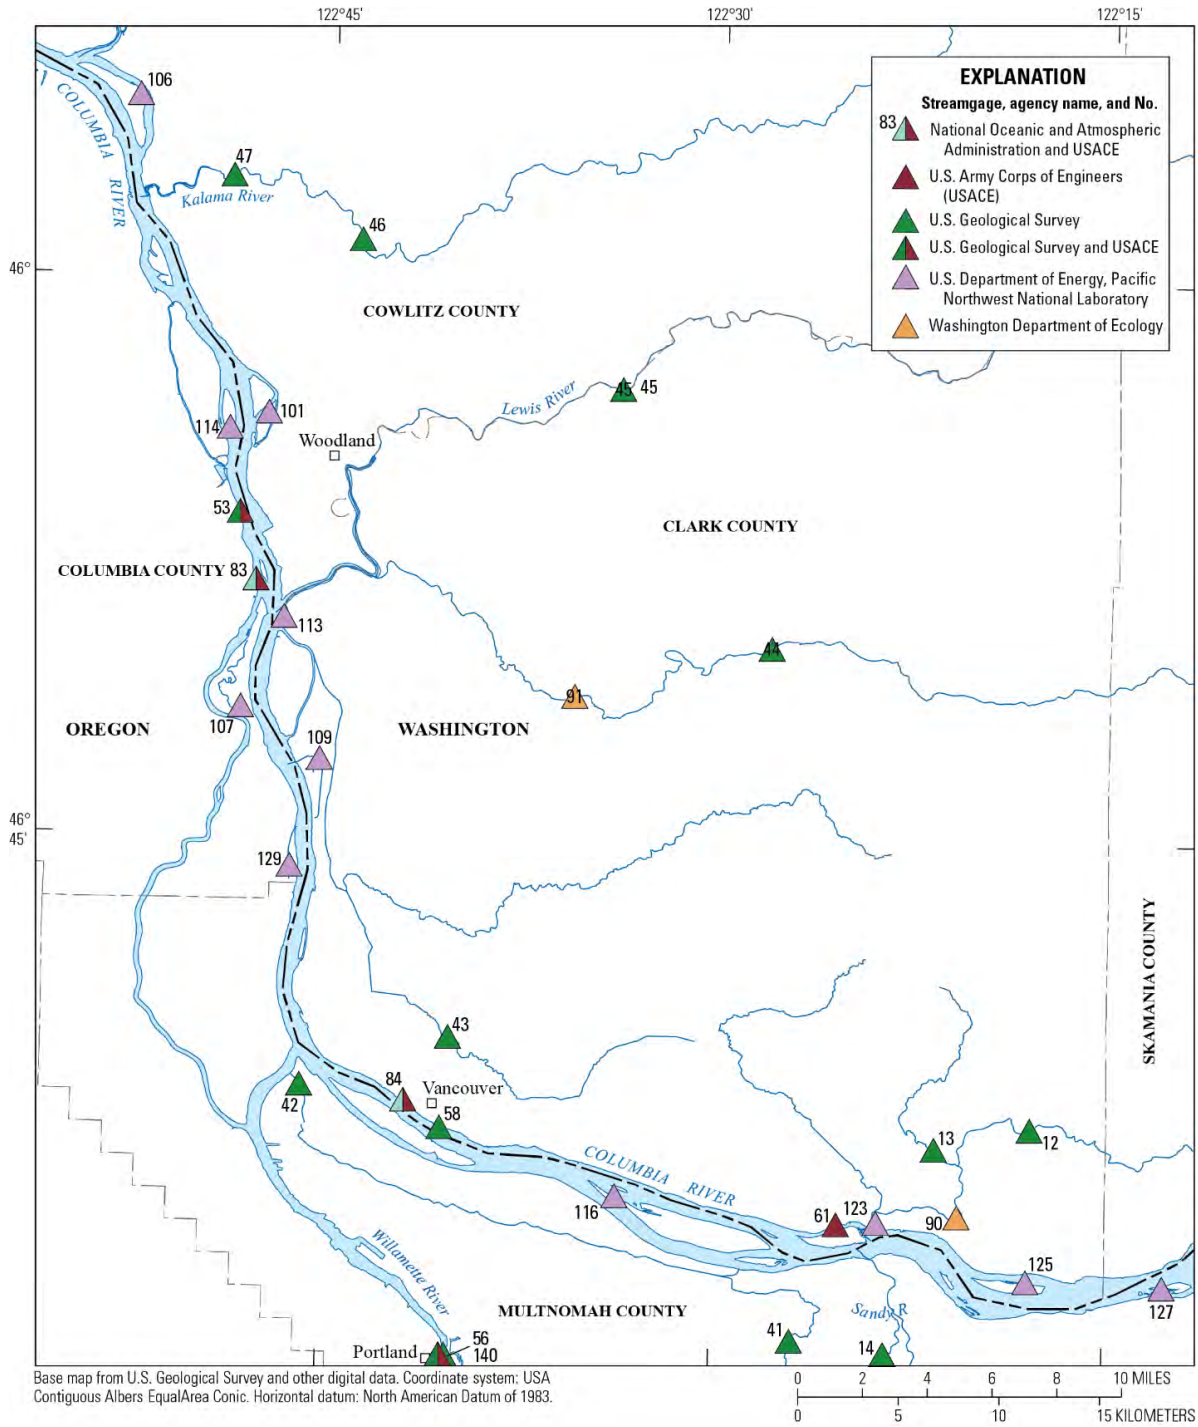 122°45'
122°30'
122°15'
106
COLUMBIA
RIVER
47
Kalama River
46
46°
COWLITZ COUNTY
EXPLANATION
Streamgage, agency name, and No.
83
National Oceanic and Atmospheric
Administration and USACE
U.S. Army Corps of Engineers
(USACE)
U.S. Geological Survey
U.S. Geological Survey and USACE
U.S. Department of Energy, Pacific
Northwest National Laboratory
Washington Department of Ecology
45 45
Lewis River
101
114
Woodland
53
CLARK COUNTY
COLUMBIA COUNTY 83
113
44
91
107
OREGON
WASHINGTON
109
46°
45'
129
SKAMANIA COUNTY
43
84
Vancouver
42
58
13
12
COLUMBIA RIVER
116
61
123
90
125
127
Willamette River
MULTNOMAH COUNTY
Sandy R
41
14
56
Portland
140
Base map from U.S. Geological Survey and other digital data. Coordinate system: USA
Contiguous Albers EqualArea Conic. Horizontal datum: North American Datum of 1983.
0 2 4 6 8 10 MILES
0 5 10 15 KILOMETERS